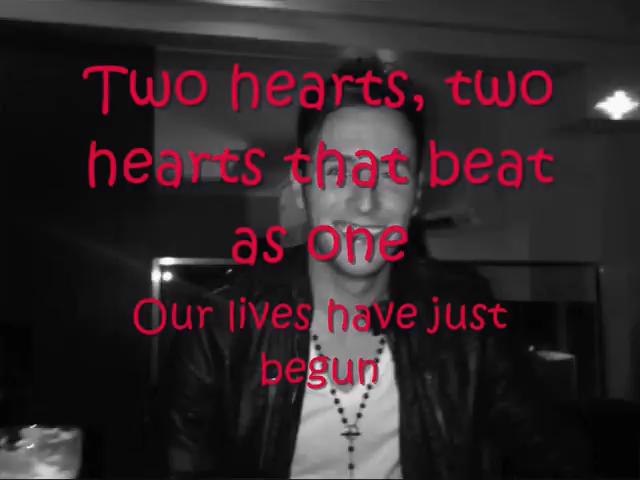 Two hearts, two
hearts that beat
as one
Our lives have just
begun